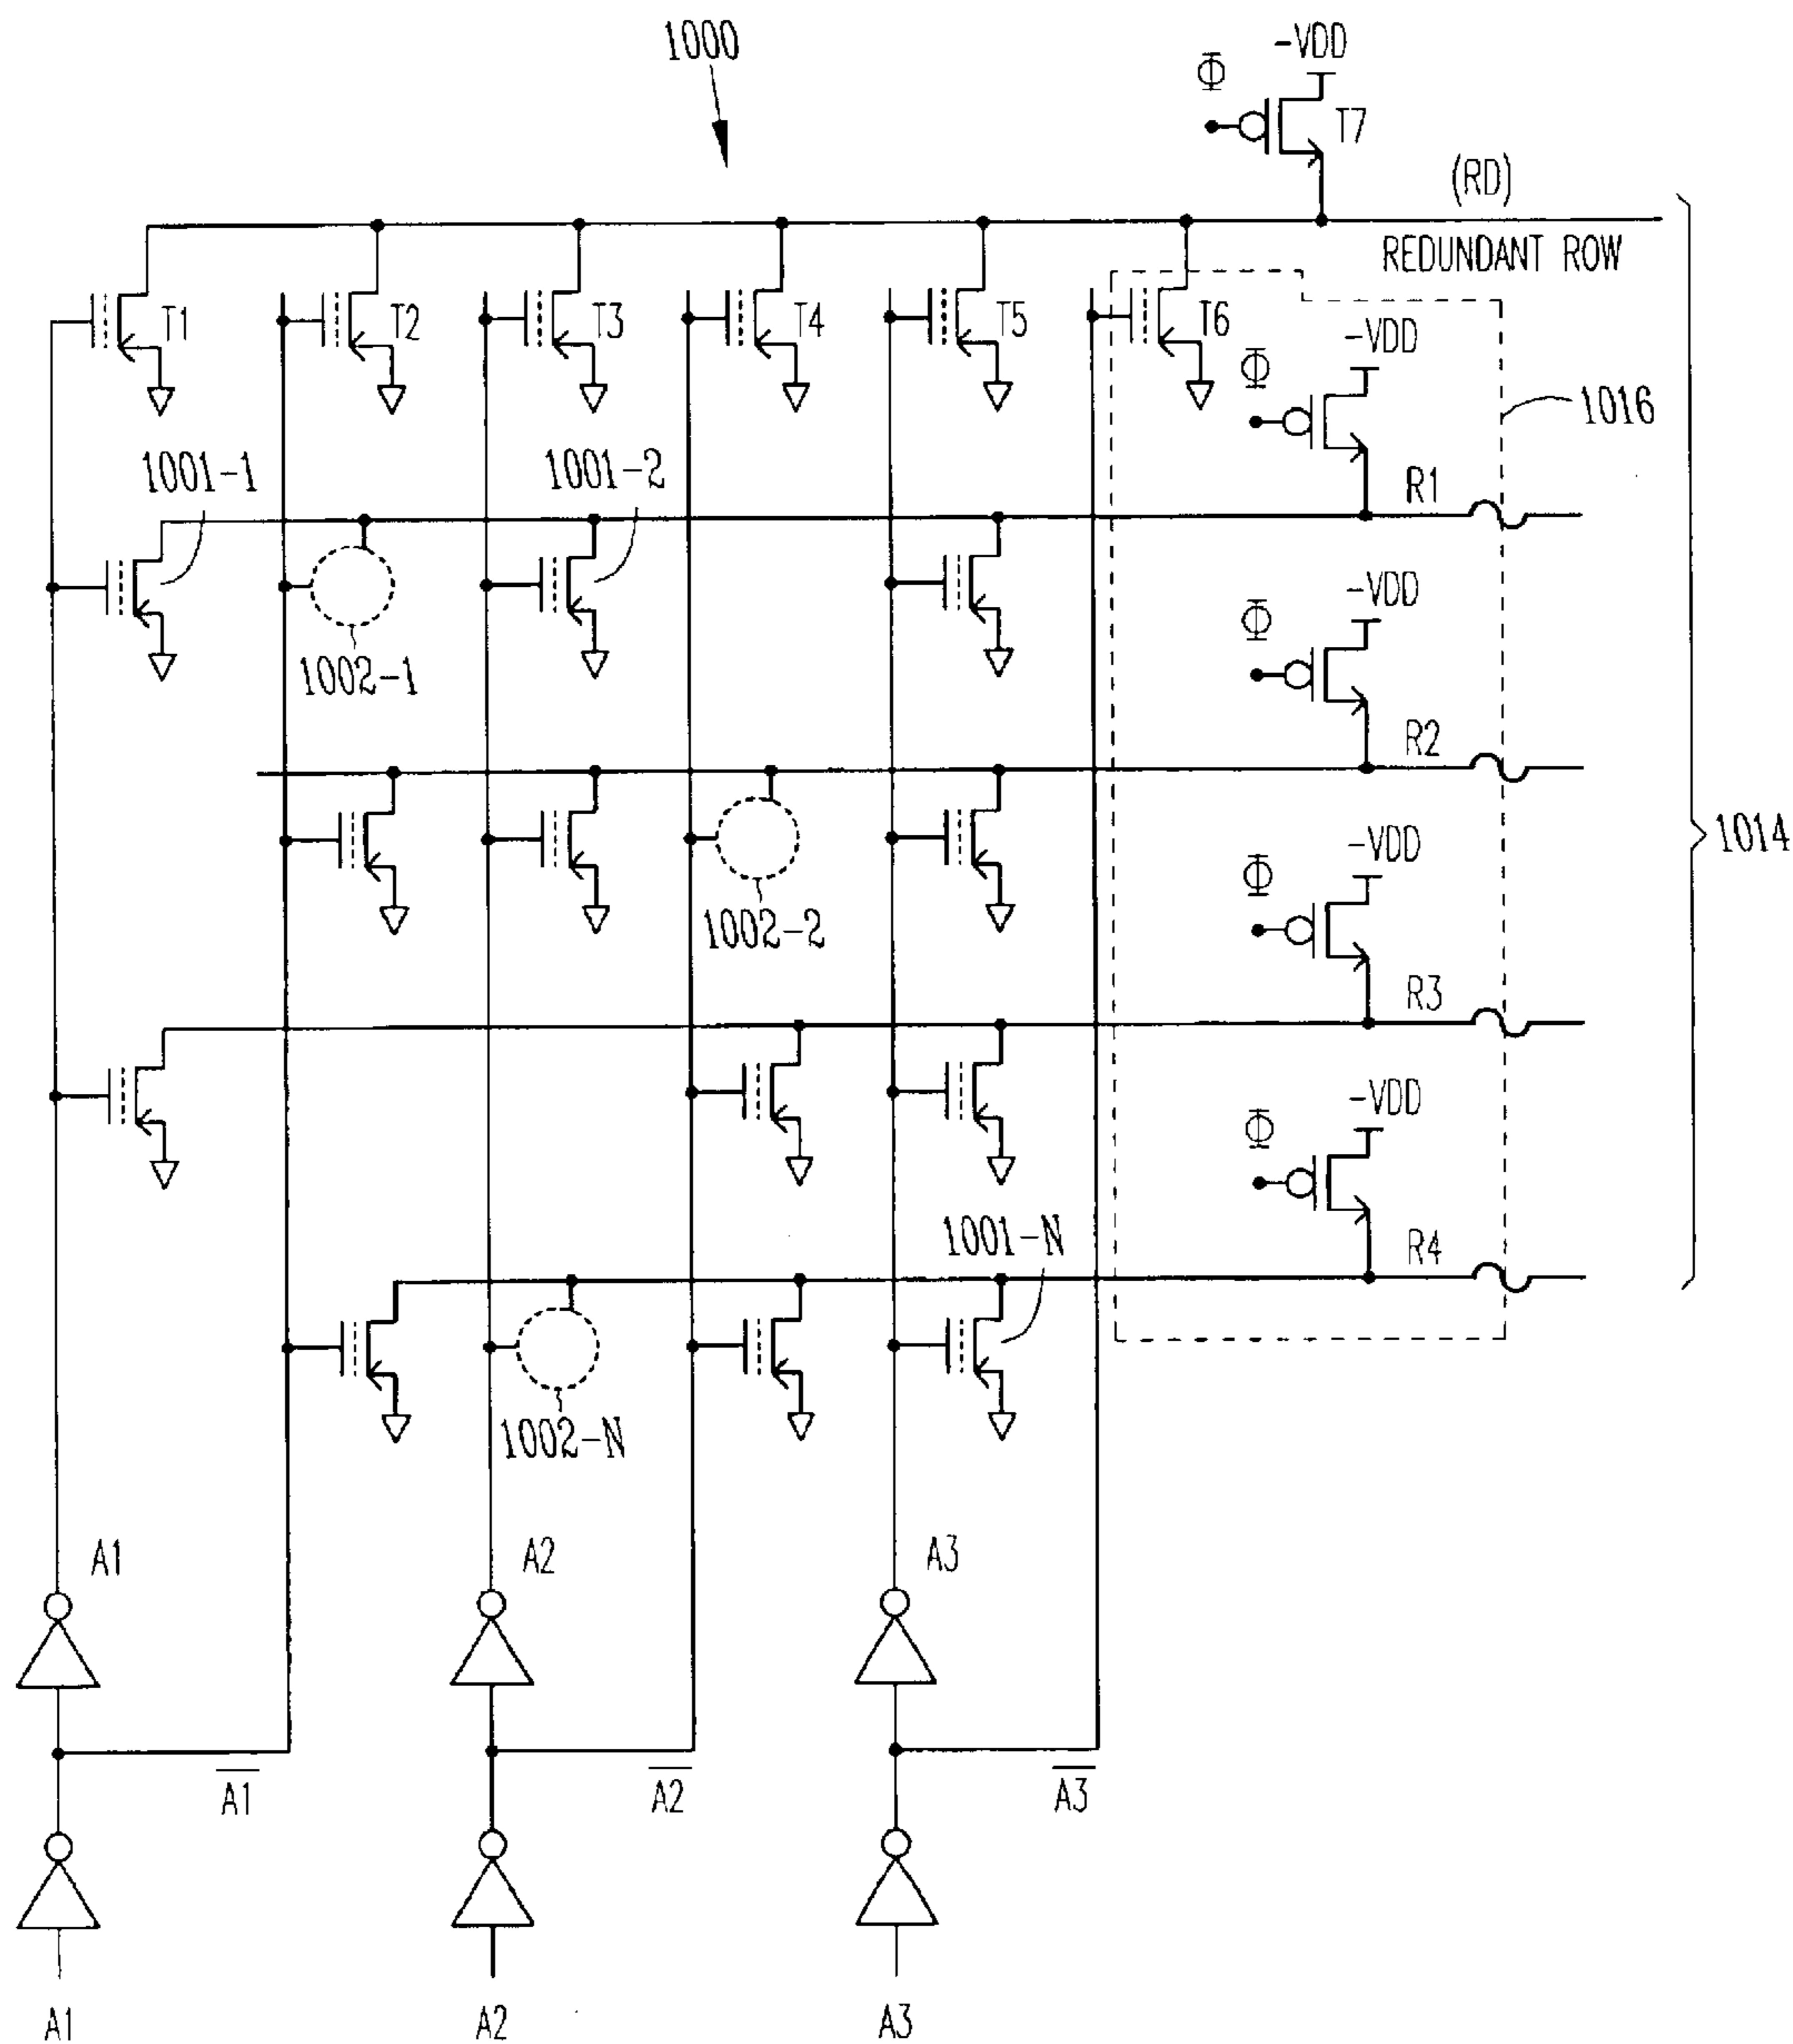 1000
-VDD
Φ
T7
(RD)
REDUNDANT ROW
T1
T2
T3
T4
T5
T6
-VDD
Φ
1016
1001-1
1001-2
R1
1002-1
-VDD
Φ
R2
1014
1002-2
-VDD
Φ
R3
-VDD
Φ
1001-N
R4
1002-N
A1
A2
A3
A1
A2
A3
A1
A2
A3